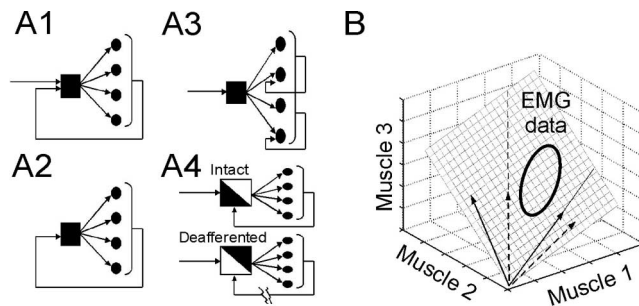 A1
A3
B
A2
A4
Intact
Deafferented
EMG
data
Muscle 3
Muscle 2
Muscle 1